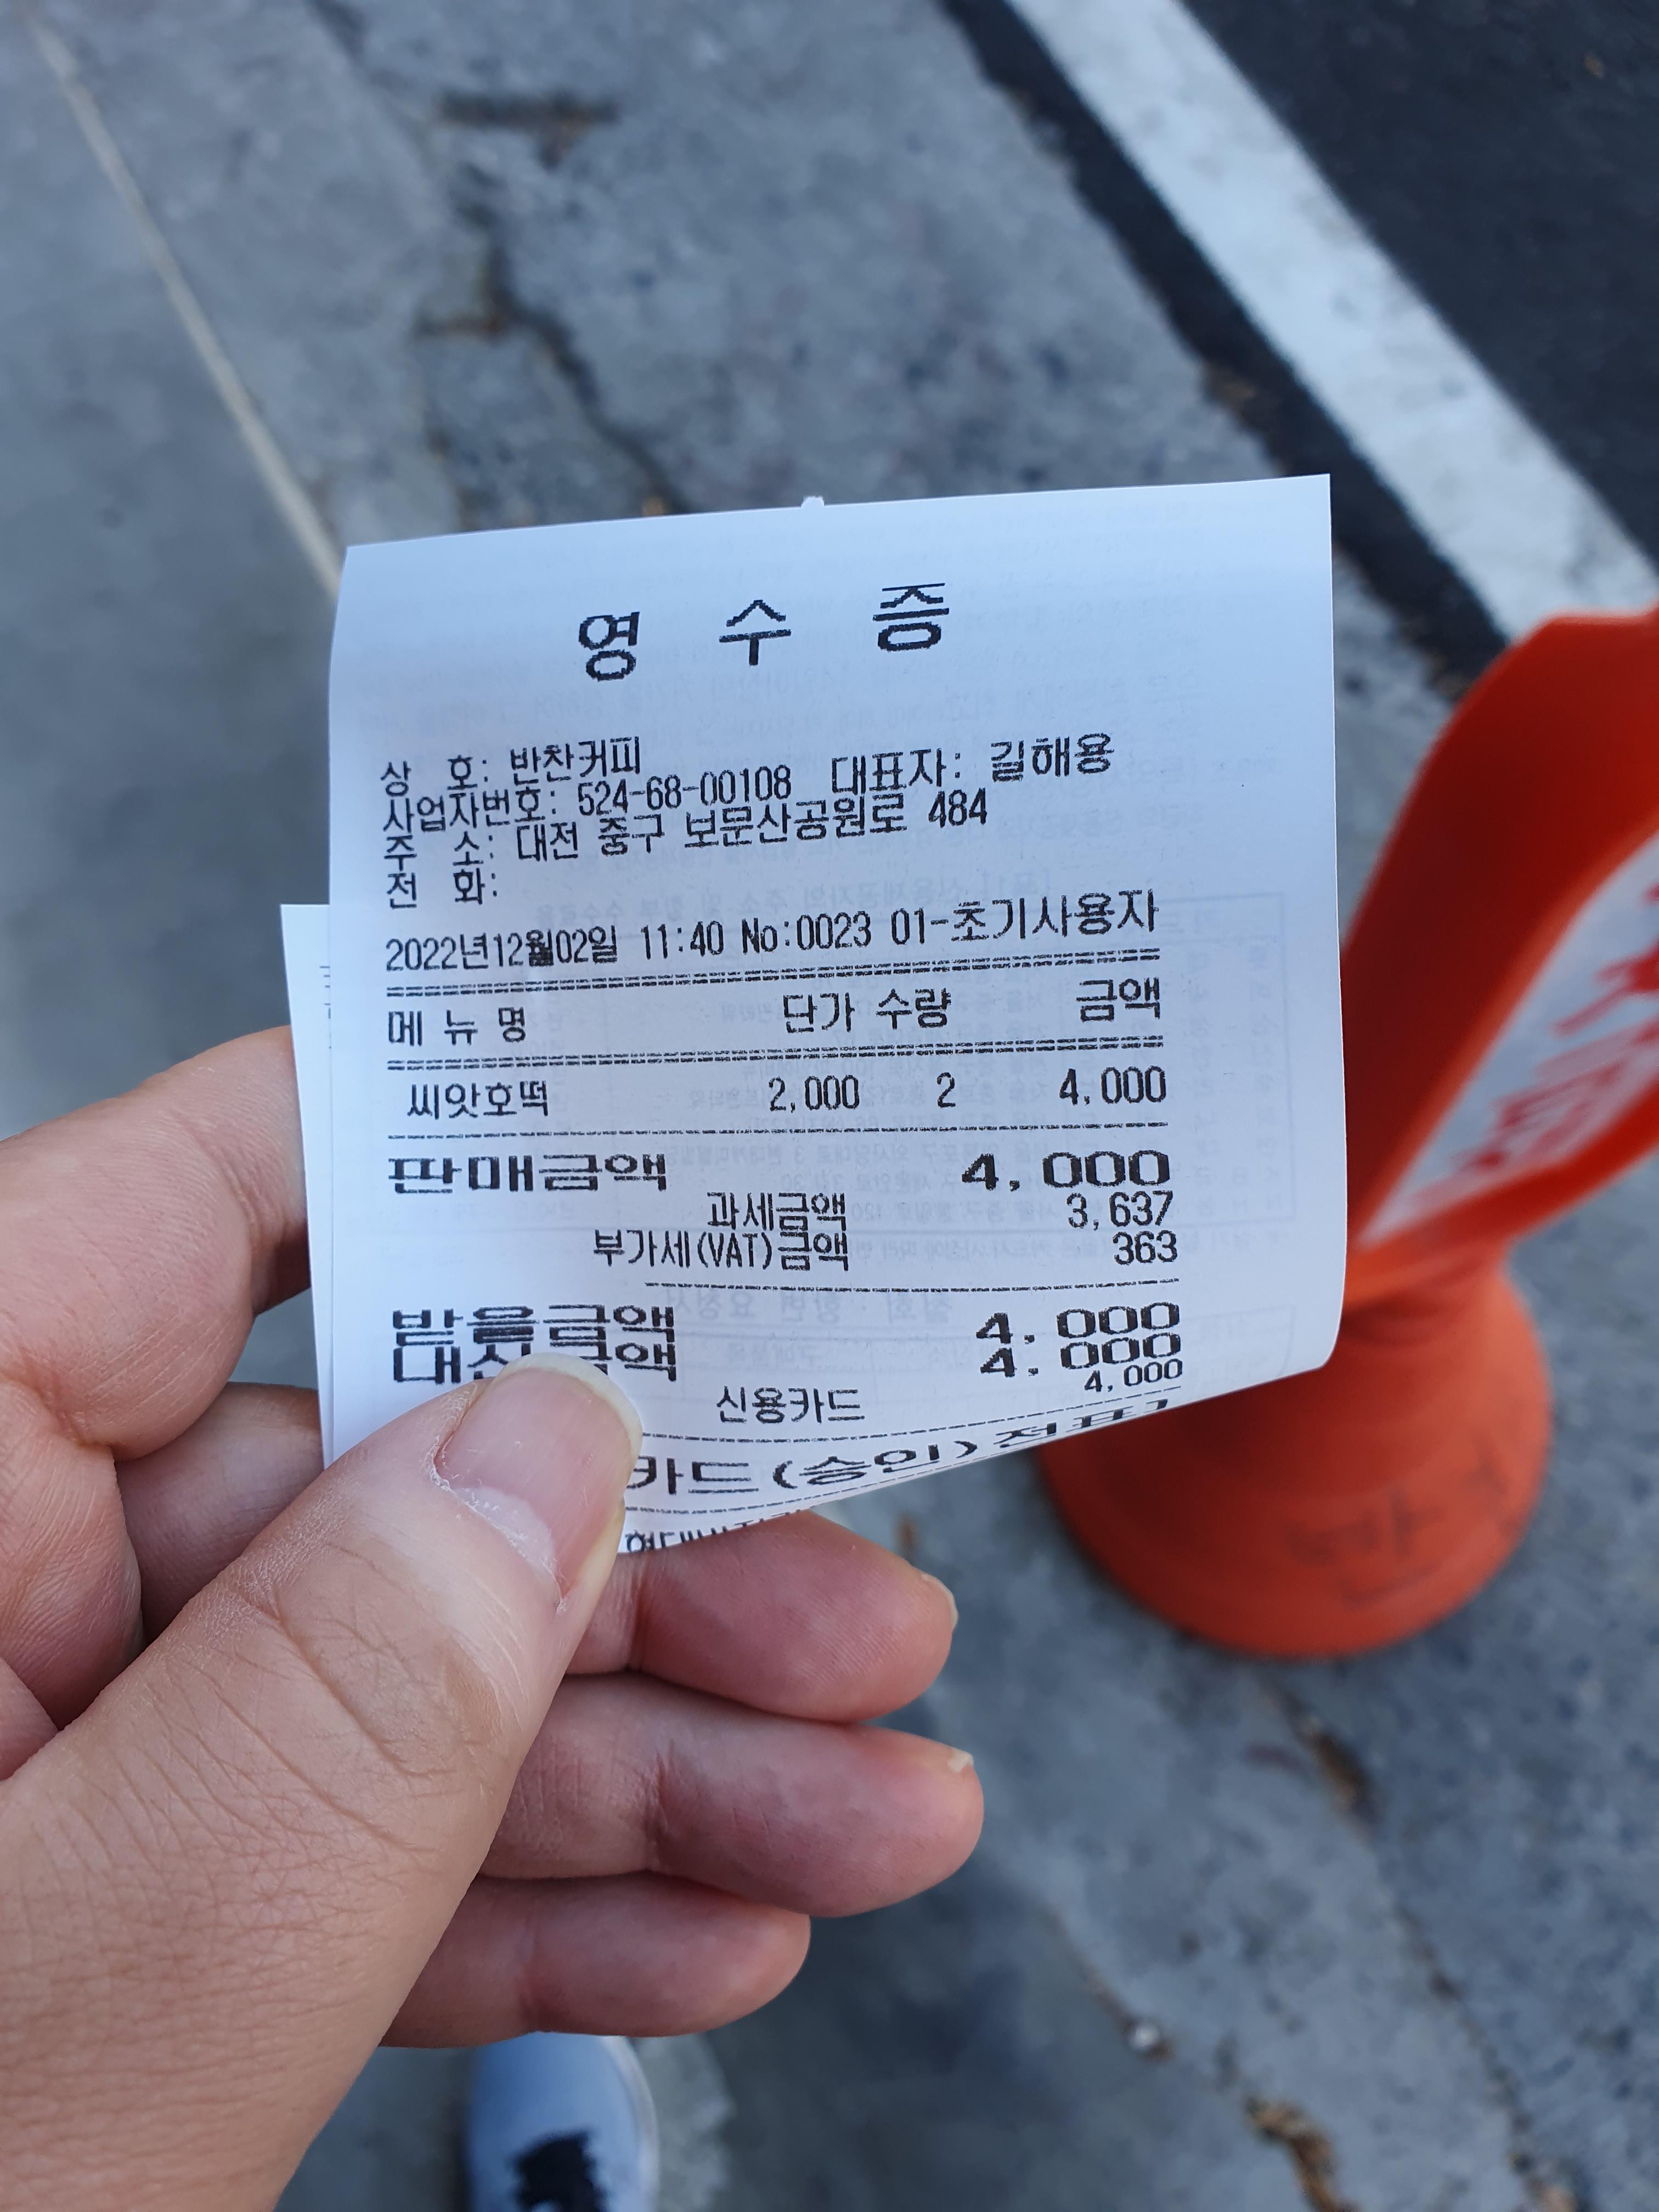 영 수 증
상 호: 반찬커피
사업자번호: 524-68-00108 대표자: 길해용
주 소: 대전 중구 보문산공원로 484
전 화:
2022년12월02일 11:40 No:0023 01-초기사용자
메 뉴 명 단가 수량 금액
씨앗호떡 2,000 2 4,000
판매금액 4,000
과세금액 3,637
부가세(VAT)금액 363
받을금액 4,000
대신금액 4,000
신용카드 4,000
카드(승인)전표]